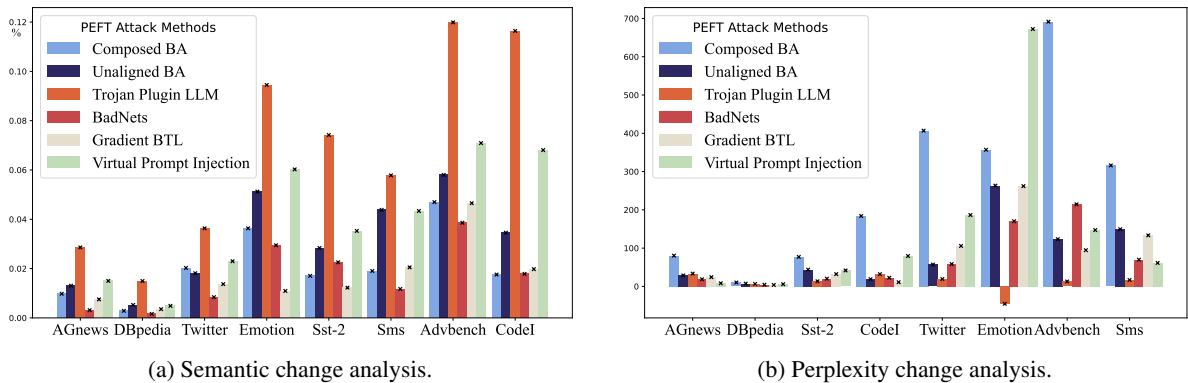 0.12
%
0.10
0.08
0.06
0.04
0.02
0.00
PEFT Attack Methods
Composed BA
Unaligned BA
Trojan Plugin LLM
BadNets
Gradient BTL
Virtual Prompt Injection
AGnews DBpedia Twitter Emotion Sst-2 Sms Advbench CodeI
(a) Semantic change analysis.
700
600
500
400
300
200
100
0
PEFT Attack Methods
Composed BA
Unaligned BA
Trojan Plugin LLM
BadNets
Gradient BTL
Virtual Prompt Injection
AGnews DBpedia Sst-2 CodeI Twitter Emotion Advbench Sms
(b) Perplexity change analysis.